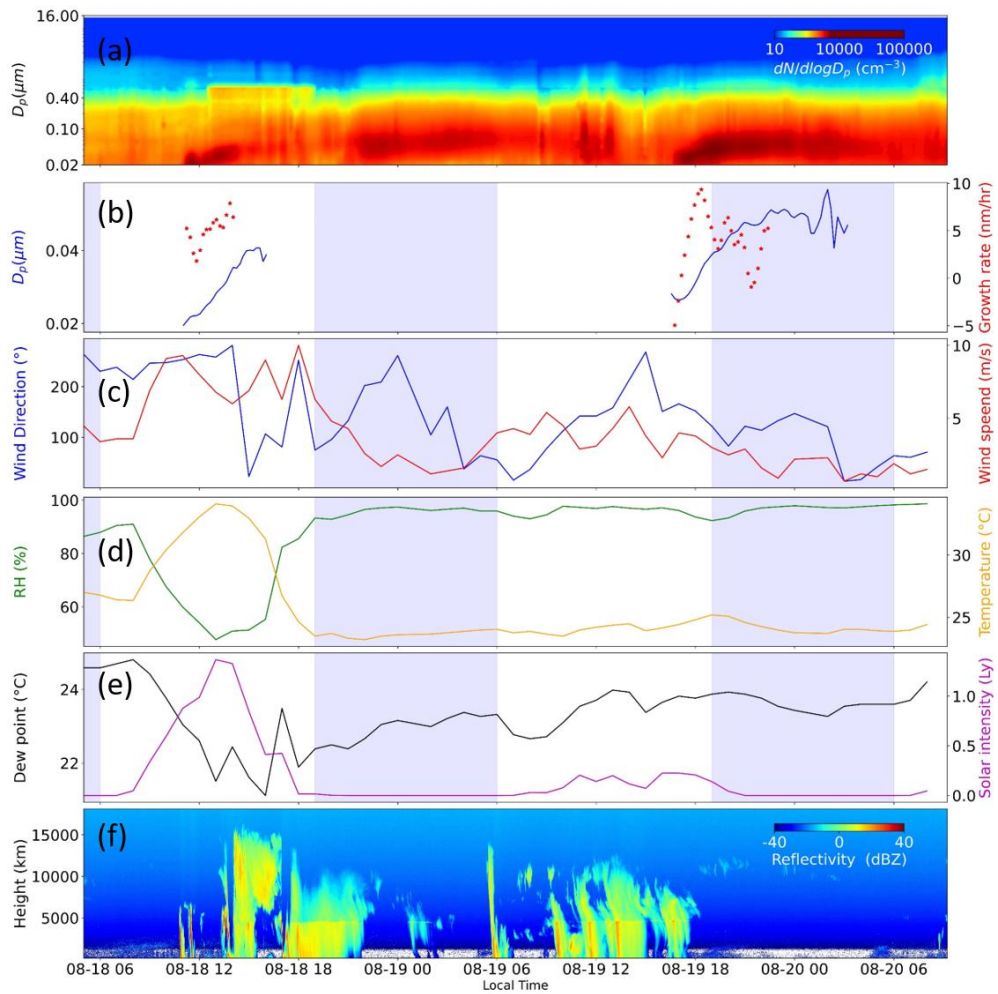 (a)
16.00
0.40
0.10
0.02
Dp(μm)
10 10000 100000
dN/dlogDp (cm−3)
(b)
0.04
0.02
Dp(μm)
10
5
0
−5
Growth rate (nm/hr)
(c)
200
100
Wind Direction (°)
10
5
Wind speend (m/s)
(d)
100
80
60
RH (%)
30
25
Temperature (°C)
(e)
24
22
Dew point (°C)
1.0
0.5
0.0
Solar intensity (Ly)
(f)
15000
10000
5000
Height (km)
-40 0 40
Reflectivity (dBZ)
08-18 06 08-18 12 08-18 18 08-19 00 08-19 06 08-19 12 08-19 18 08-20 00 08-20 06
Local Time